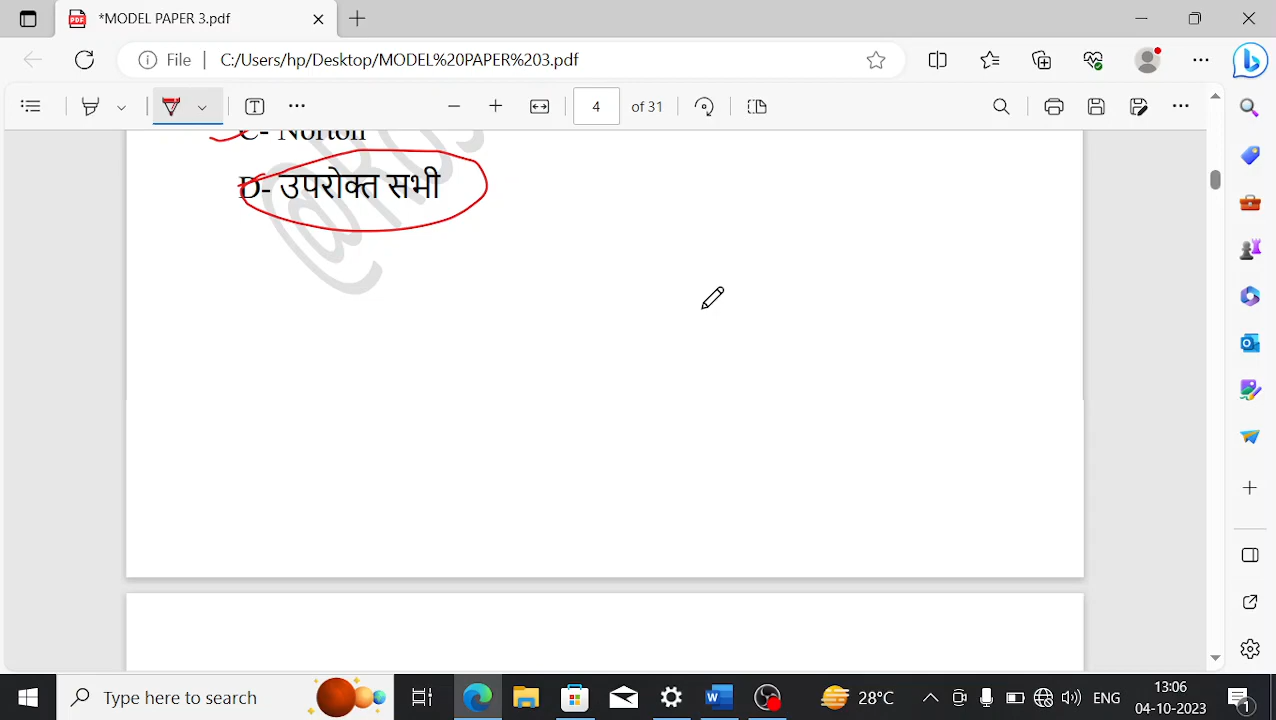 *MODEL PAPER 3.pdf
File
C:/Users/hp/Desktop/MODEL%20PAPER%203.pdf
4 of 31
C- Norton
D- उपरोक्त सभी
Type here to search
28°C
ENG
13:06
04-10-2023
1